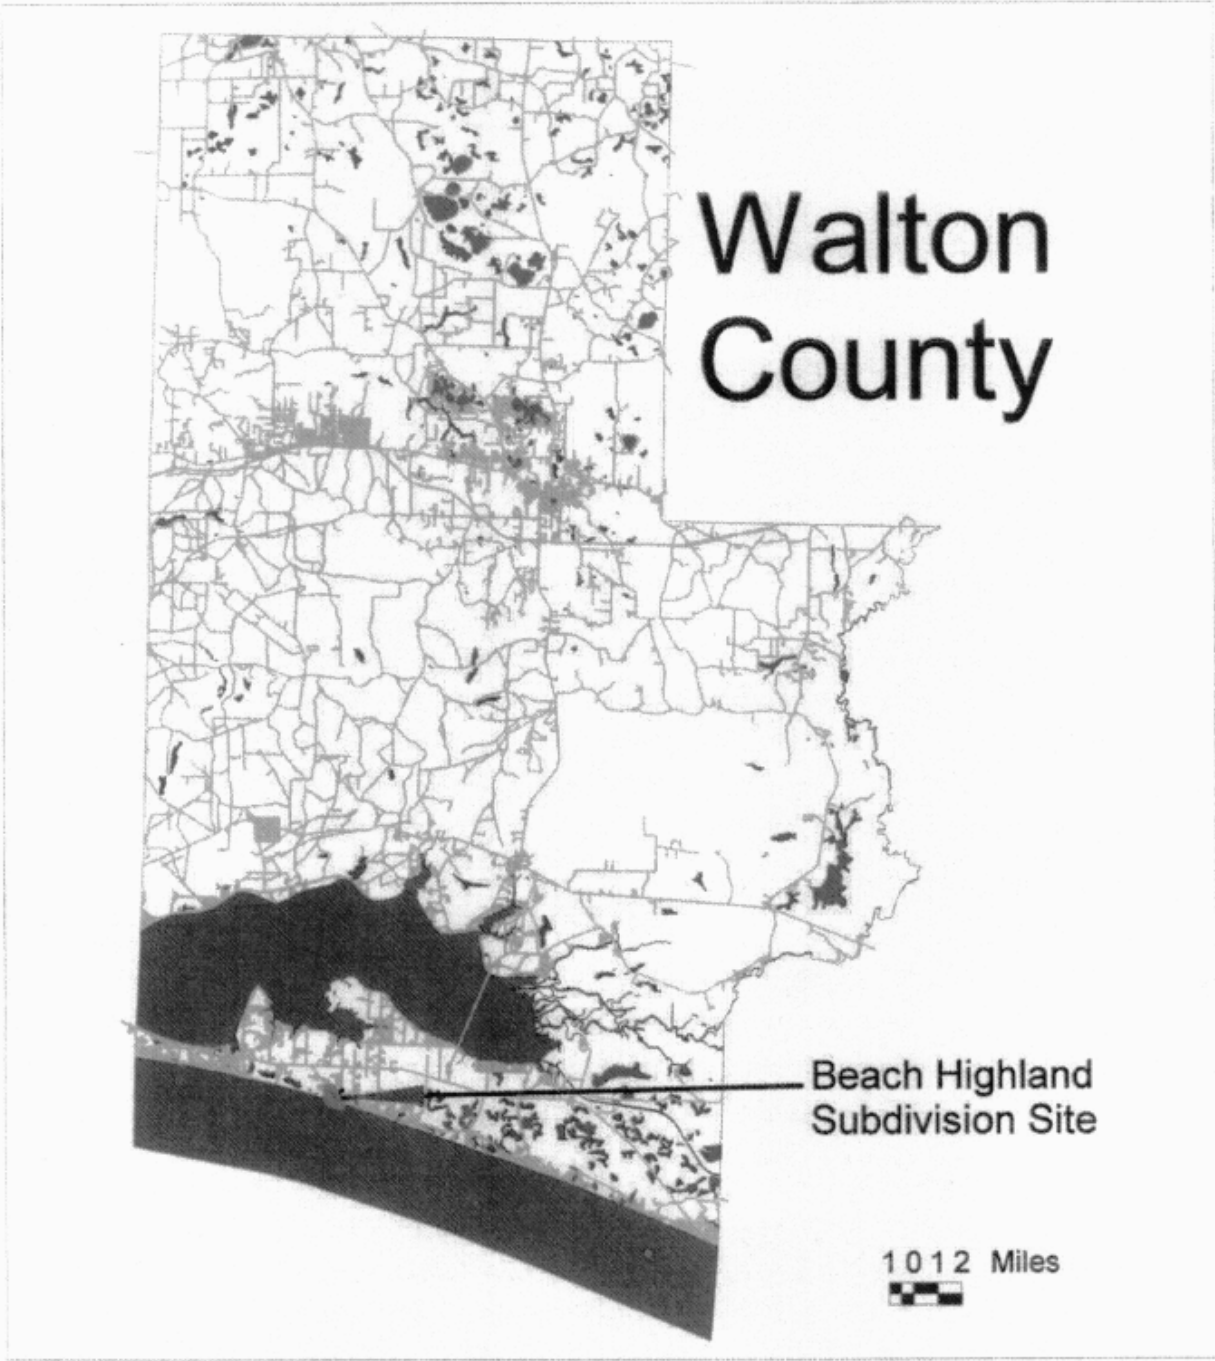 Walton
County
Beach Highland
Subdivision Site
1 0 1 2 Miles